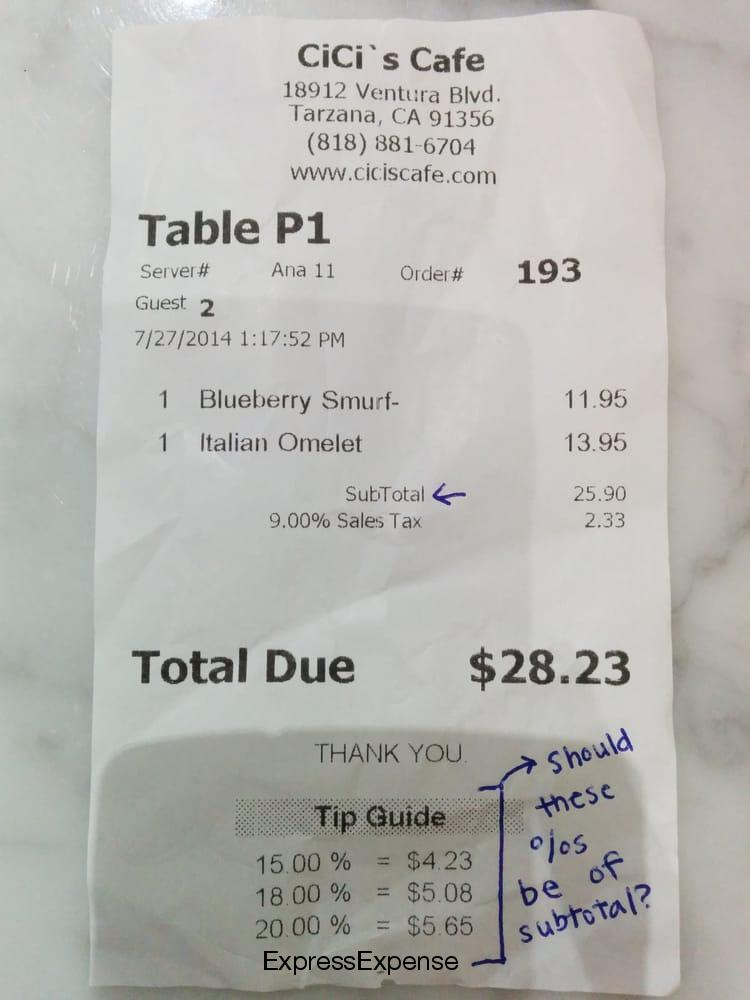 CiCi`s Cafe
18912 Ventura Blvd.
Tarzana, CA 91356
(818) 881-6704
www.ciciscafe.com
Table P1
Server# Ana 11 Order# 193
Guest 2
7/27/2014 1:17:52 PM
1 Blueberry Smurf- 11.95
1 Italian Omelet 13.95
SubTotal ← 25.90
9.00% Sales Tax 2.33
Total Due $28.23
THANK YOU.
Tip Guide
15.00 % = $4.23
18.00 % = $5.08
20.00 % = $5.65
ExpressExpense
→ Should
these
%s
be of
subtotal?